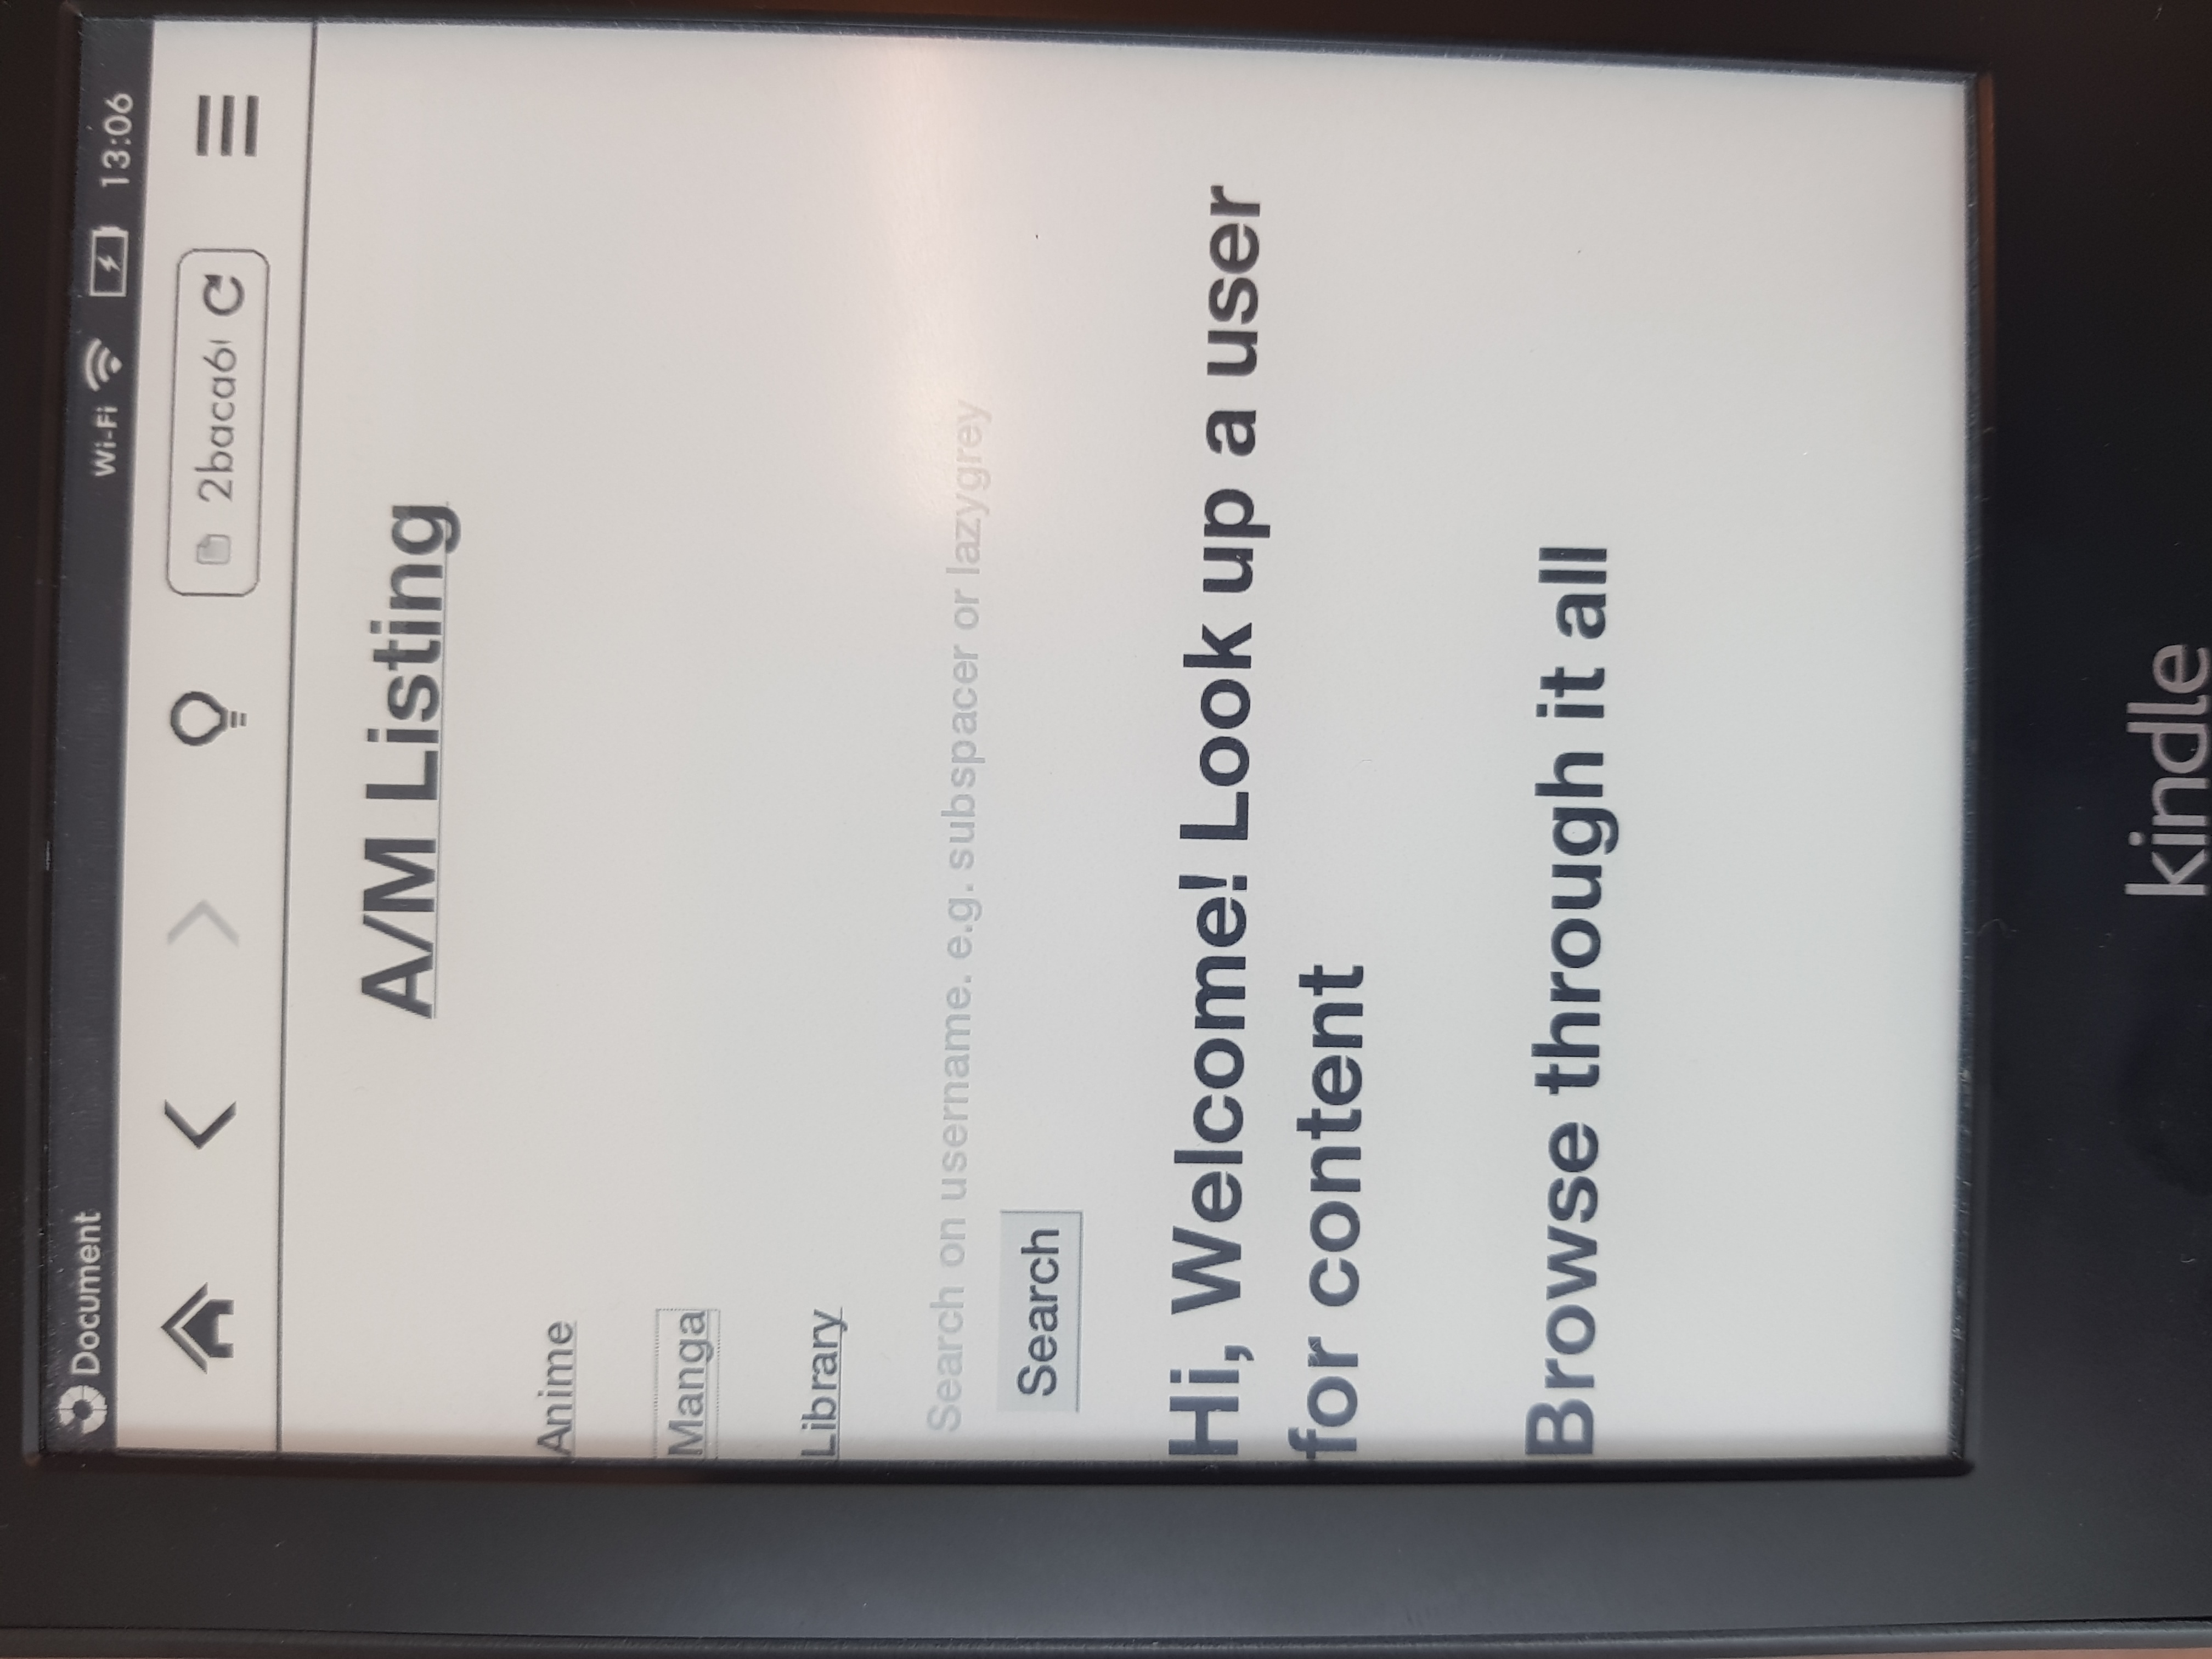 Document
Wi-Fi 13:06
2baca6
A/M Listing
Anime
Manga
Library
Search on username. e.g. subspacer or lazygrey
Search
Hi, Welcome! Look up a user
for content
Browse through it all
kindle